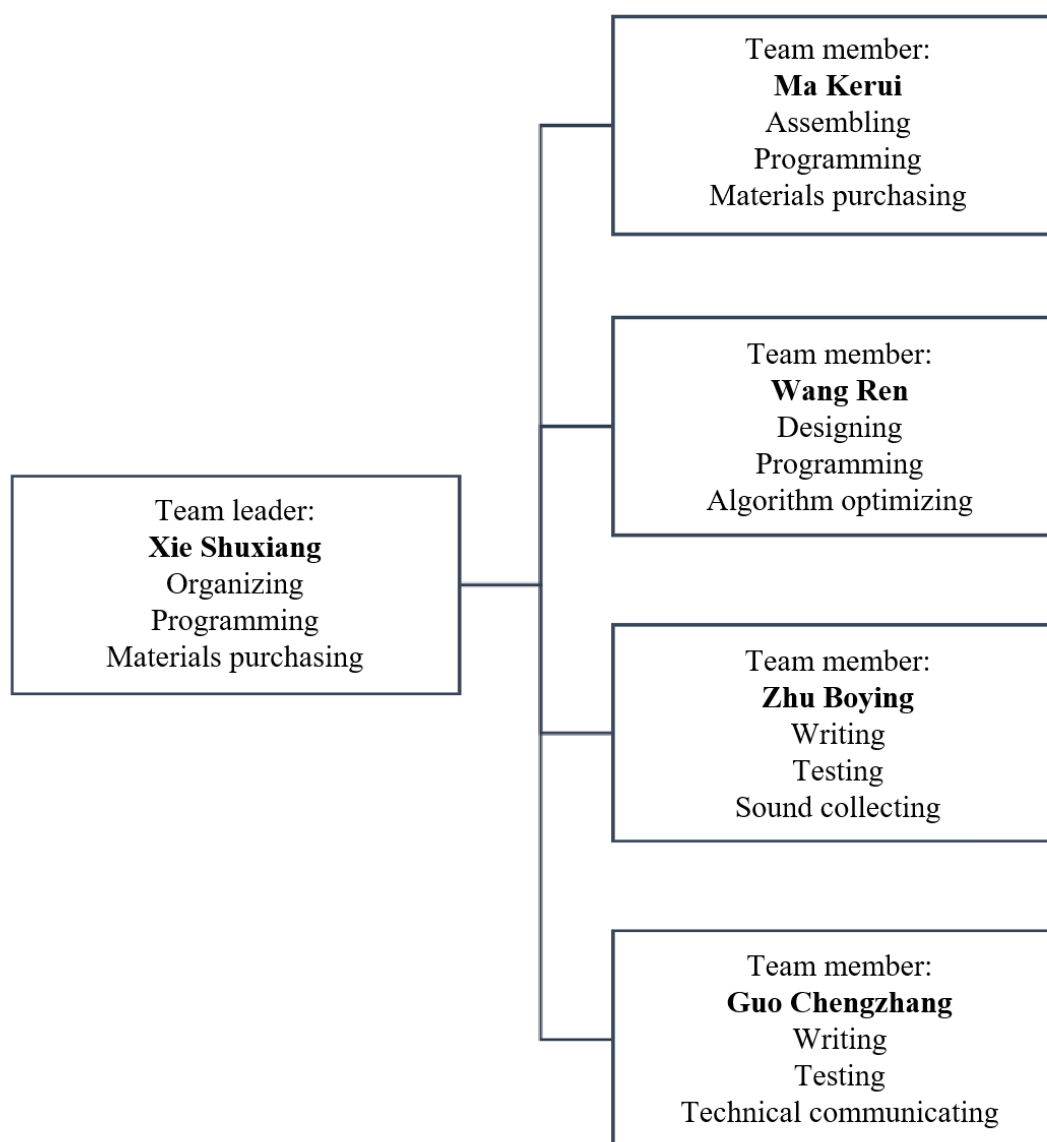 Team member:
Ma Kerui
Assembling
Programming
Materials purchasing
Team member:
Wang Ren
Designing
Programming
Algorithm optimizing
Team leader:
Xie Shuxiang
Organizing
Programming
Materials purchasing
Team member:
Zhu Boying
Writing
Testing
Sound collecting
Team member:
Guo Chengzhang
Writing
Testing
Technical communicating